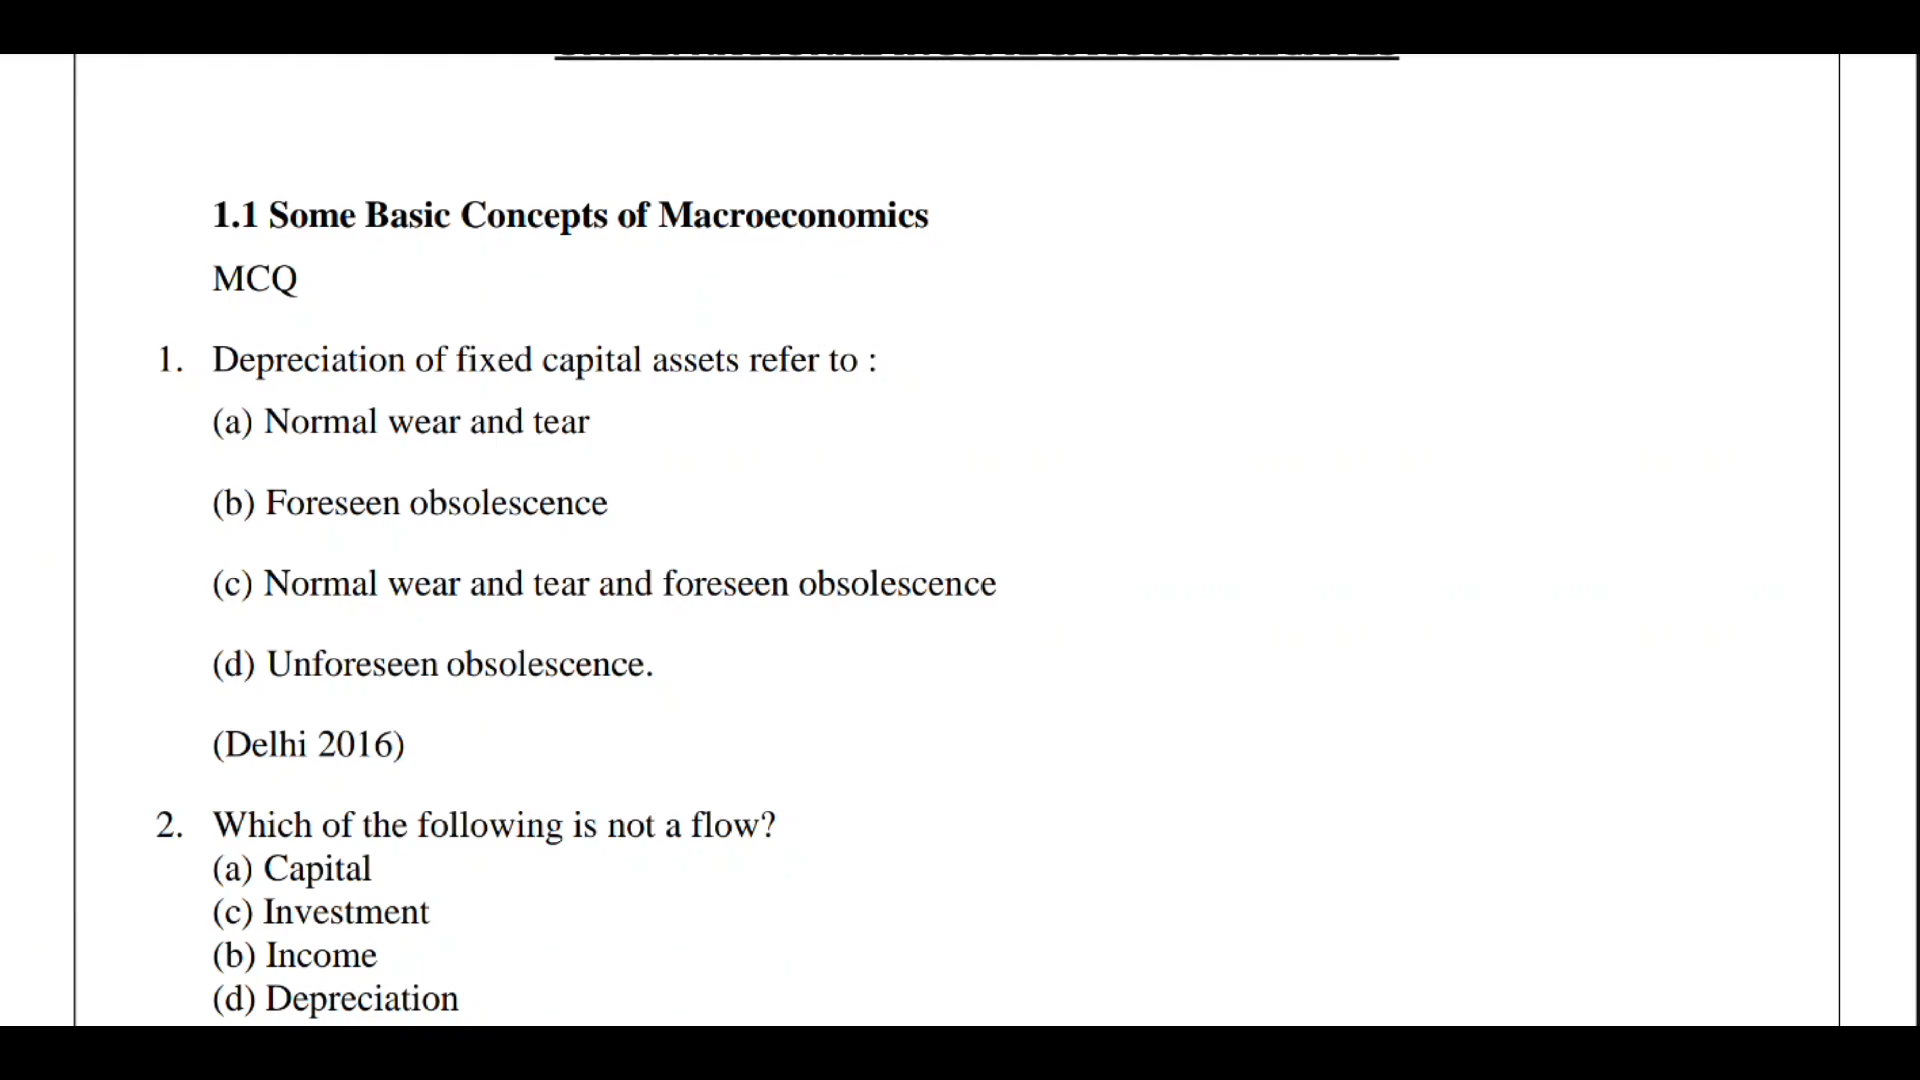 1.1 Some Basic Concepts of Macroeconomics
MCQ
1. Depreciation of fixed capital assets refer to :
(a) Normal wear and tear
(b) Foreseen obsolescence
(c) Normal wear and tear and foreseen obsolescence
(d) Unforeseen obsolescence.
(Delhi 2016)
2. Which of the following is not a flow?
(a) Capital
(c) Investment
(b) Income
(d) Depreciation